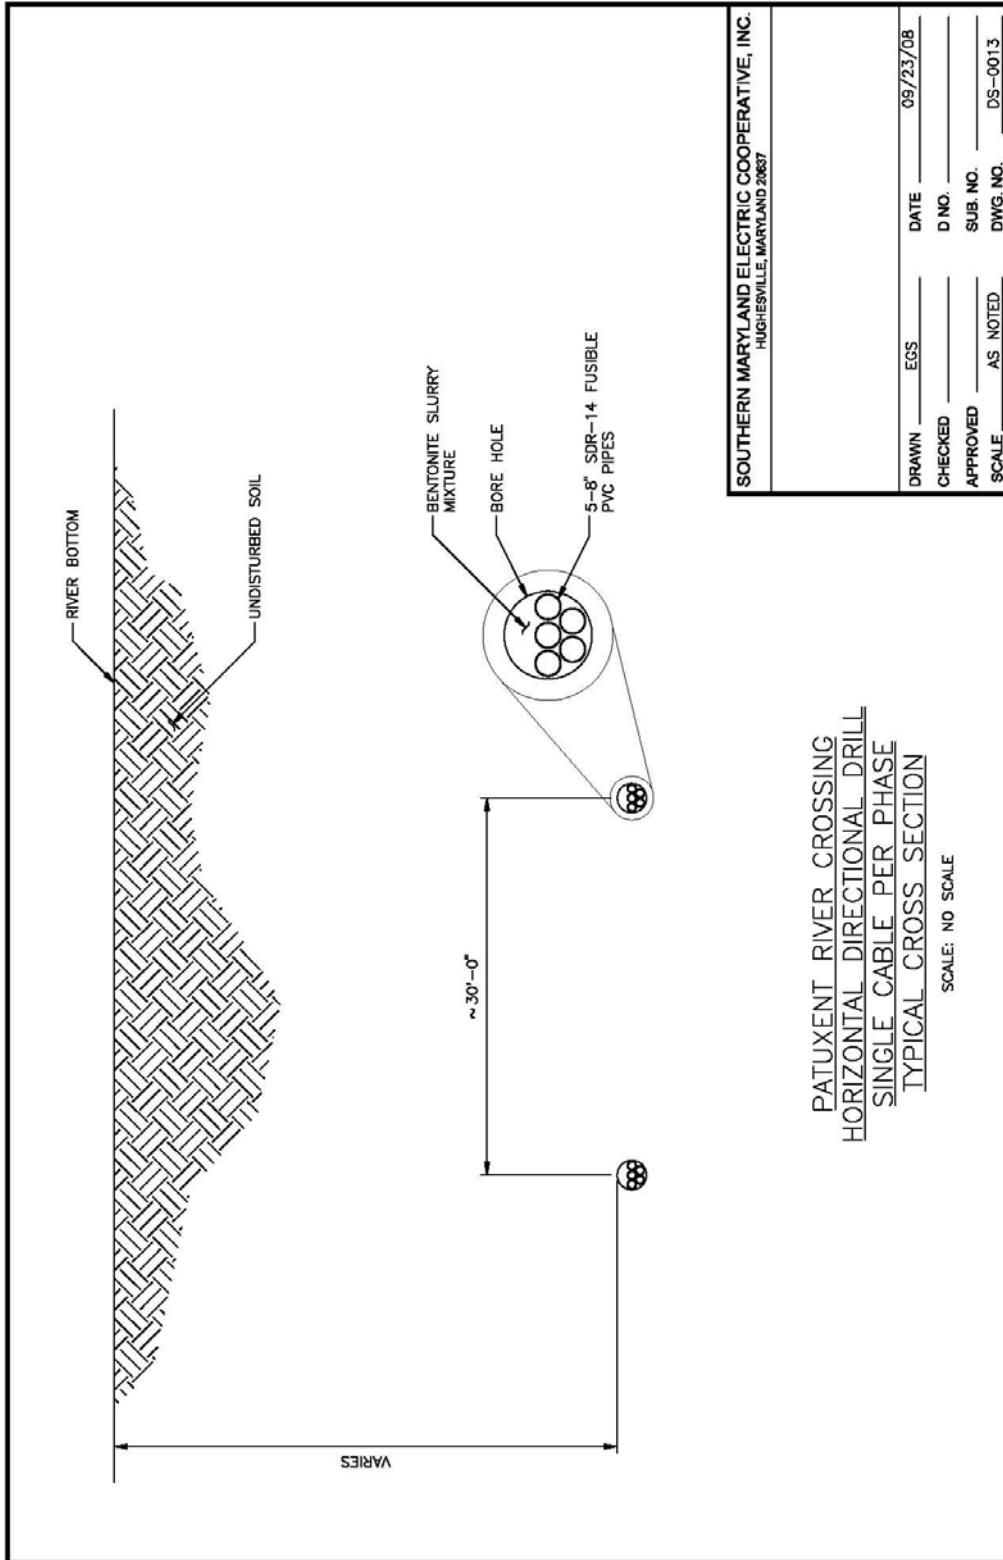 RIVER BOTTOM
UNDISTURBED SOIL
VARIES
~30'-0"
BENTONITE SLURRY
MIXTURE
BORE HOLE
5-8" SDR-14 FUSIBLE
PVC PIPES
PATUXENT RIVER CROSSING
HORIZONTAL DIRECTIONAL DRILL
SINGLE CABLE PER PHASE
TYPICAL CROSS SECTION
SCALE: NO SCALE
SOUTHERN MARYLAND ELECTRIC COOPERATIVE, INC.
HUGHESVILLE, MARYLAND 20637
DRAWN EGS DATE 09/23/08
CHECKED D NO.
APPROVED SUB. NO.
SCALE AS NOTED DWG. NO. DS-0013